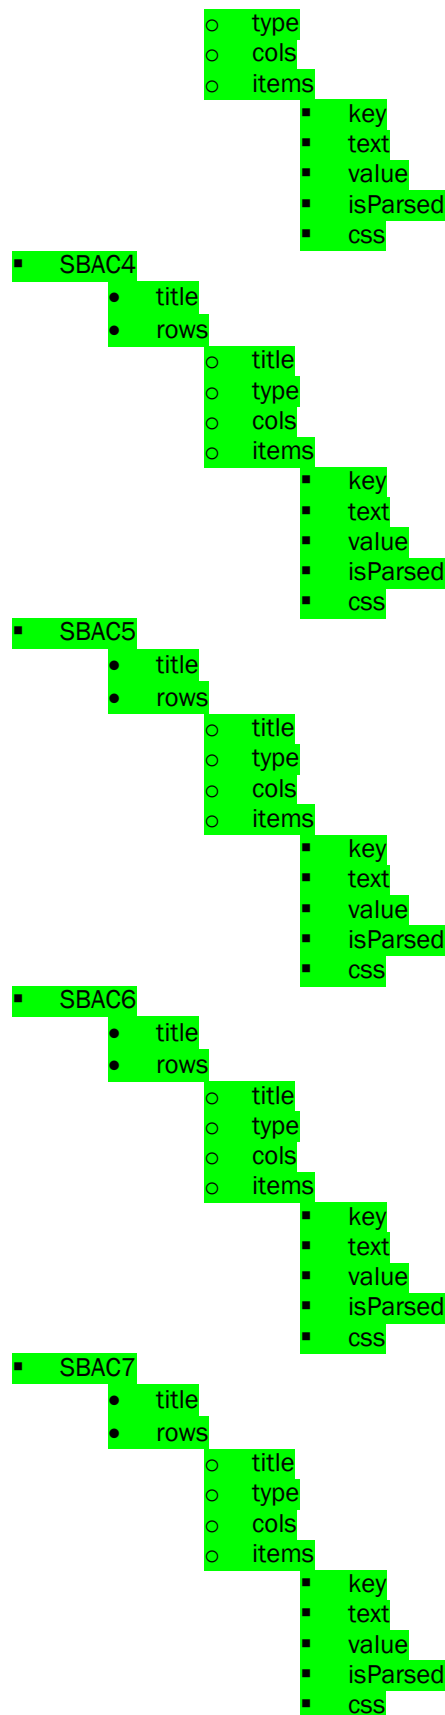 ○ type
○ cols
○ items
▪ key
▪ text
▪ value
▪ isParsed
▪ css
▪ SBAC4
• title
• rows
○ title
○ type
○ cols
○ items
▪ key
▪ text
▪ value
▪ isParsed
▪ css
▪ SBAC5
• title
• rows
○ title
○ type
○ cols
○ items
▪ key
▪ text
▪ value
▪ isParsed
▪ css
▪ SBAC6
• title
• rows
○ title
○ type
○ cols
○ items
▪ key
▪ text
▪ value
▪ isParsed
▪ css
▪ SBAC7
• title
• rows
○ title
○ type
○ cols
○ items
▪ key
▪ text
▪ value
▪ isParsed
▪ css